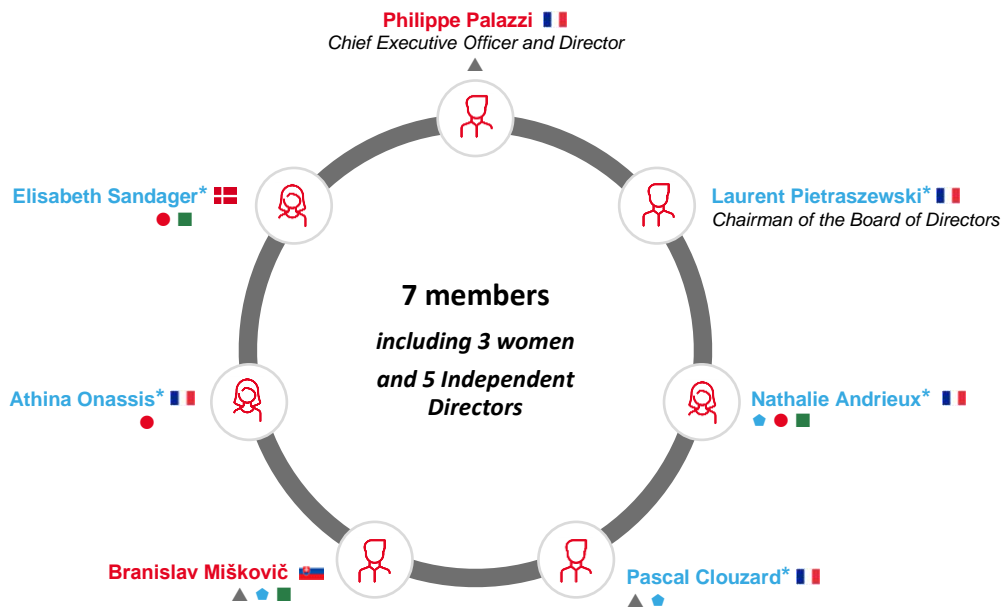 Philippe Palazzi
Chief Executive Officer and Director
Elisabeth Sandager*
Laurent Pietraszewski*
Chairman of the Board of Directors
7 members
including 3 women
and 5 Independent
Directors
Athina Onassis*
Nathalie Andrieux*
Branislav Miškovič
Pascal Clouzard*